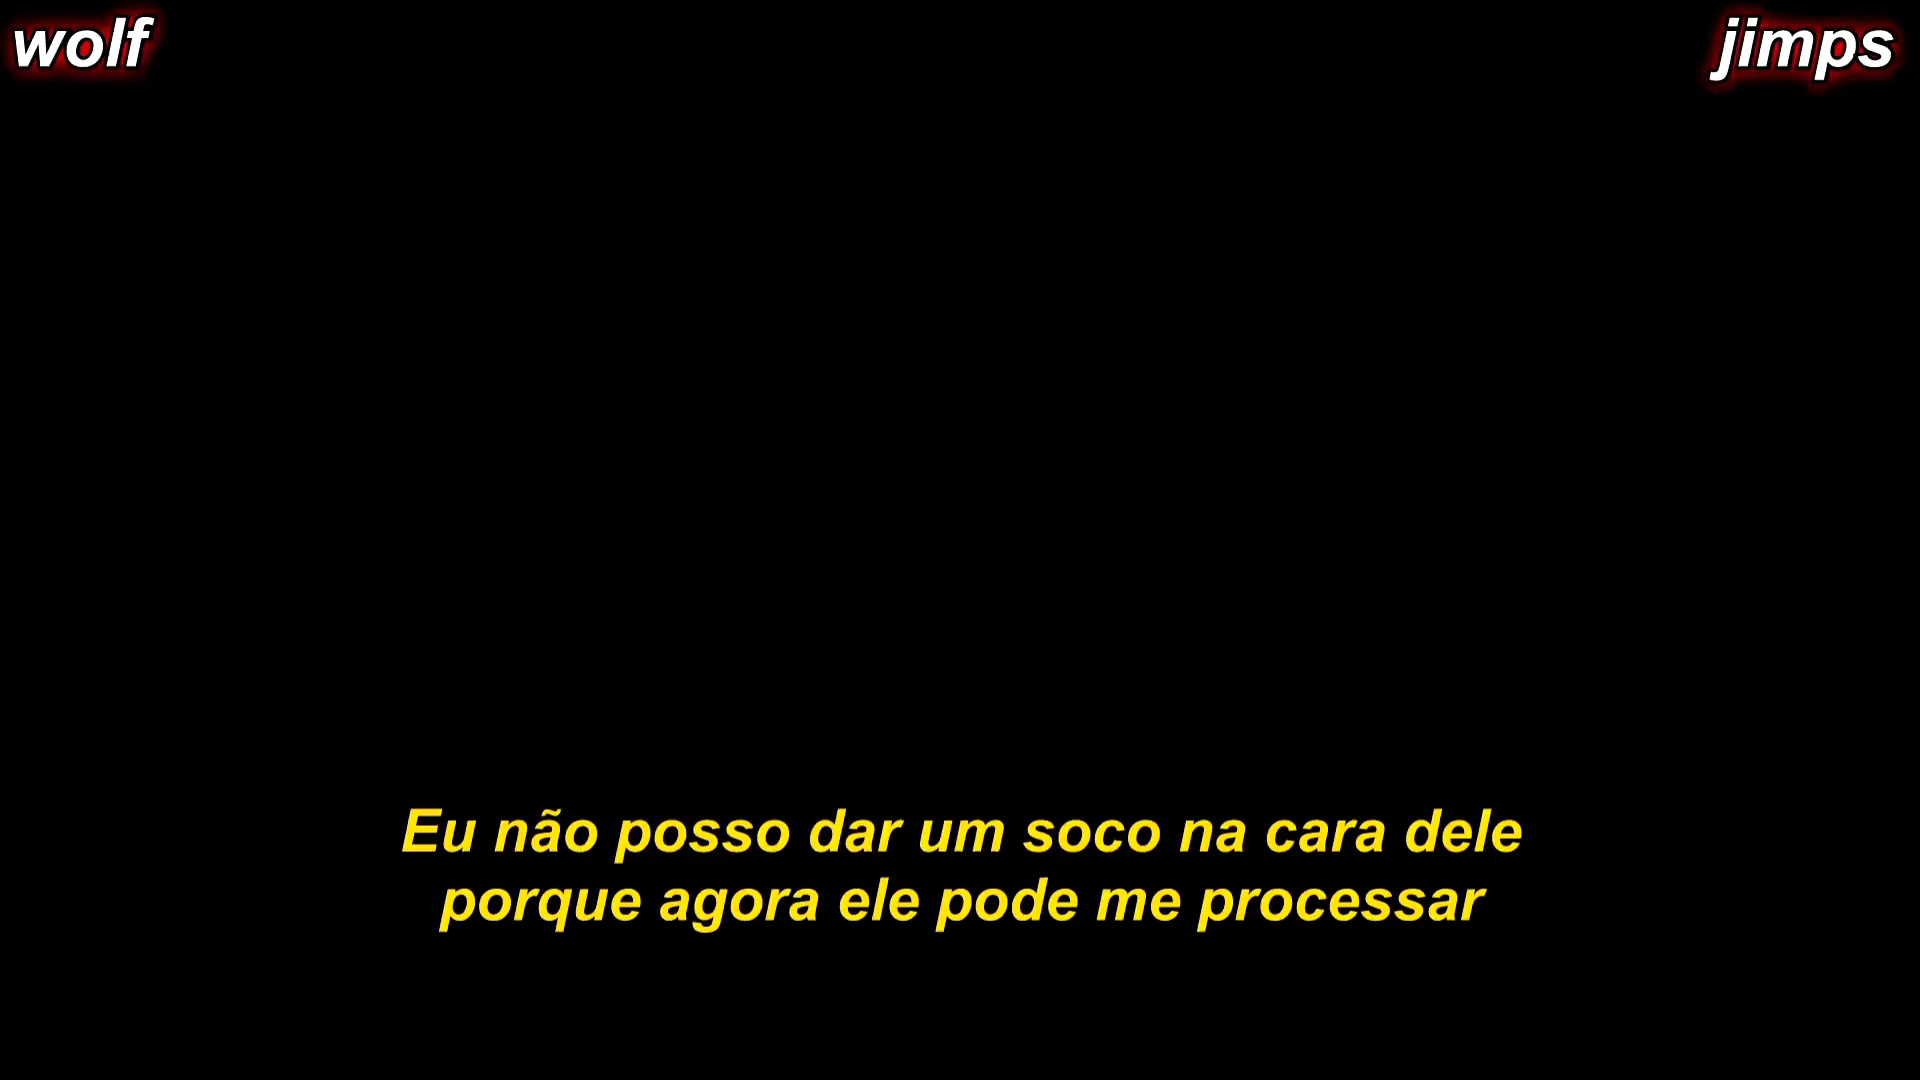 wolf
jimps
Eu não posso dar um soco na cara dele
porque agora ele pode me processar